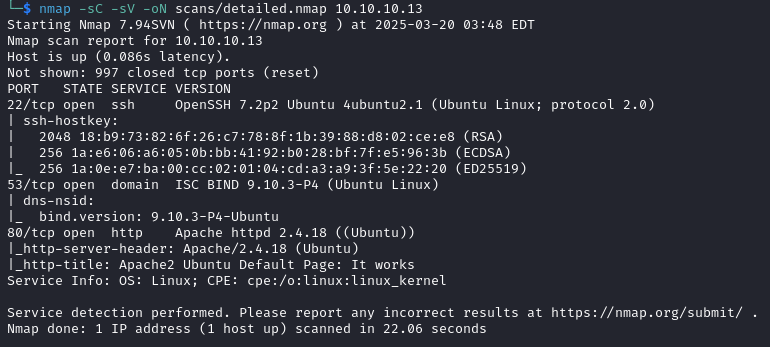 └─$ nmap -sC -sV -oN scans/detailed.nmap 10.10.10.13
Starting Nmap 7.94SVN ( https://nmap.org ) at 2025-03-20 03:48 EDT
Nmap scan report for 10.10.10.13
Host is up (0.086s latency).
Not shown: 997 closed tcp ports (reset)
PORT   STATE SERVICE VERSION
22/tcp open  ssh     OpenSSH 7.2p2 Ubuntu 4ubuntu2.1 (Ubuntu Linux; protocol 2.0)
| ssh-hostkey:
|   2048 18:b9:73:82:6f:26:c7:78:8f:1b:39:88:d8:02:ce:e8 (RSA)
|   256 1a:e6:06:a6:05:0b:bb:41:92:b0:28:bf:7f:e5:96:3b (ECDSA)
|_  256 1a:0e:e7:ba:00:cc:02:01:04:cd:a3:a9:3f:5e:22:20 (ED25519)
53/tcp open  domain  ISC BIND 9.10.3-P4 (Ubuntu Linux)
| dns-nsid:
|_  bind.version: 9.10.3-P4-Ubuntu
80/tcp open  http    Apache httpd 2.4.18 ((Ubuntu))
|_http-server-header: Apache/2.4.18 (Ubuntu)
|_http-title: Apache2 Ubuntu Default Page: It works
Service Info: OS: Linux; CPE: cpe:/o:linux:linux_kernel

Service detection performed. Please report any incorrect results at https://nmap.org/submit/ .
Nmap done: 1 IP address (1 host up) scanned in 22.06 seconds